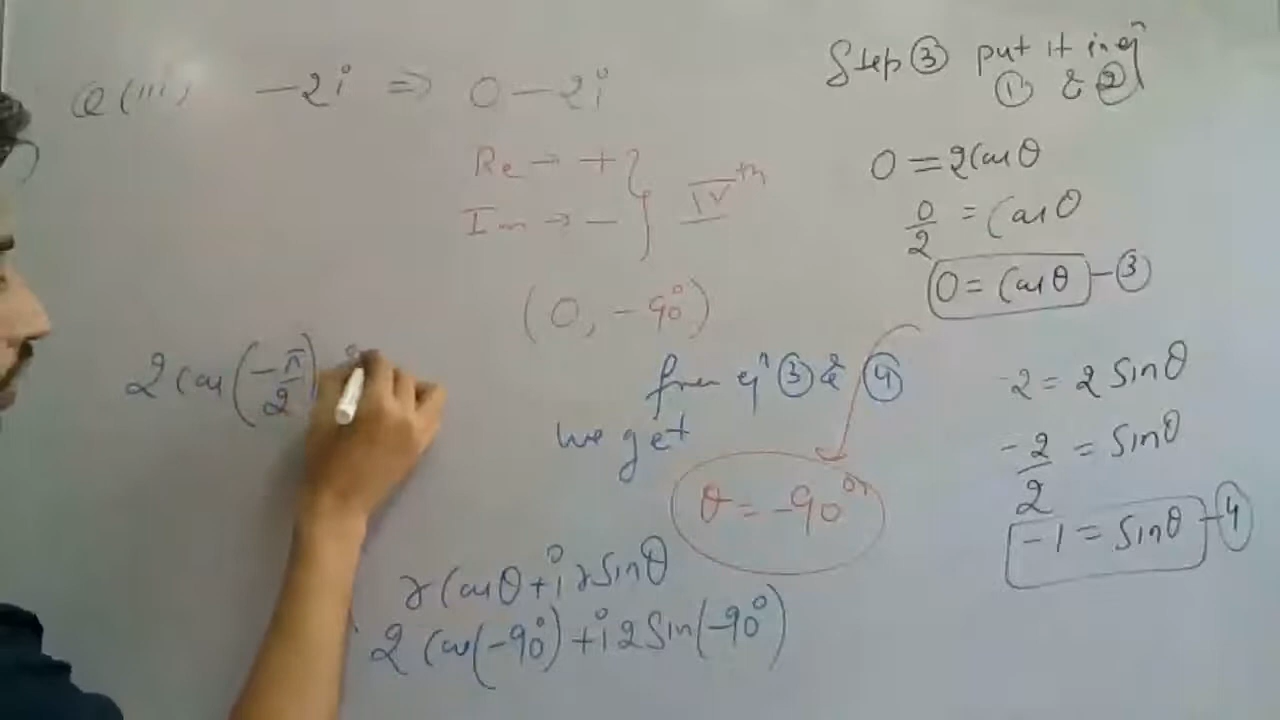 Q(iii) -2i ⇒ 0-2i
Re → +
Im → -
} IVth
(0, -90°)
2 Cos (-π/2)
Step ③ put it in eqn
① & ②
0 = 2Cosθ
0/2 = Cosθ
0 = Cosθ -③
-2 = 2 Sinθ
-2/2 = Sinθ
-1 = Sinθ -④
from eqn ③ & ④
we get
θ = -90°
r Cosθ + i r Sinθ
2 Cos(-90°) + i 2 Sin(-90°)